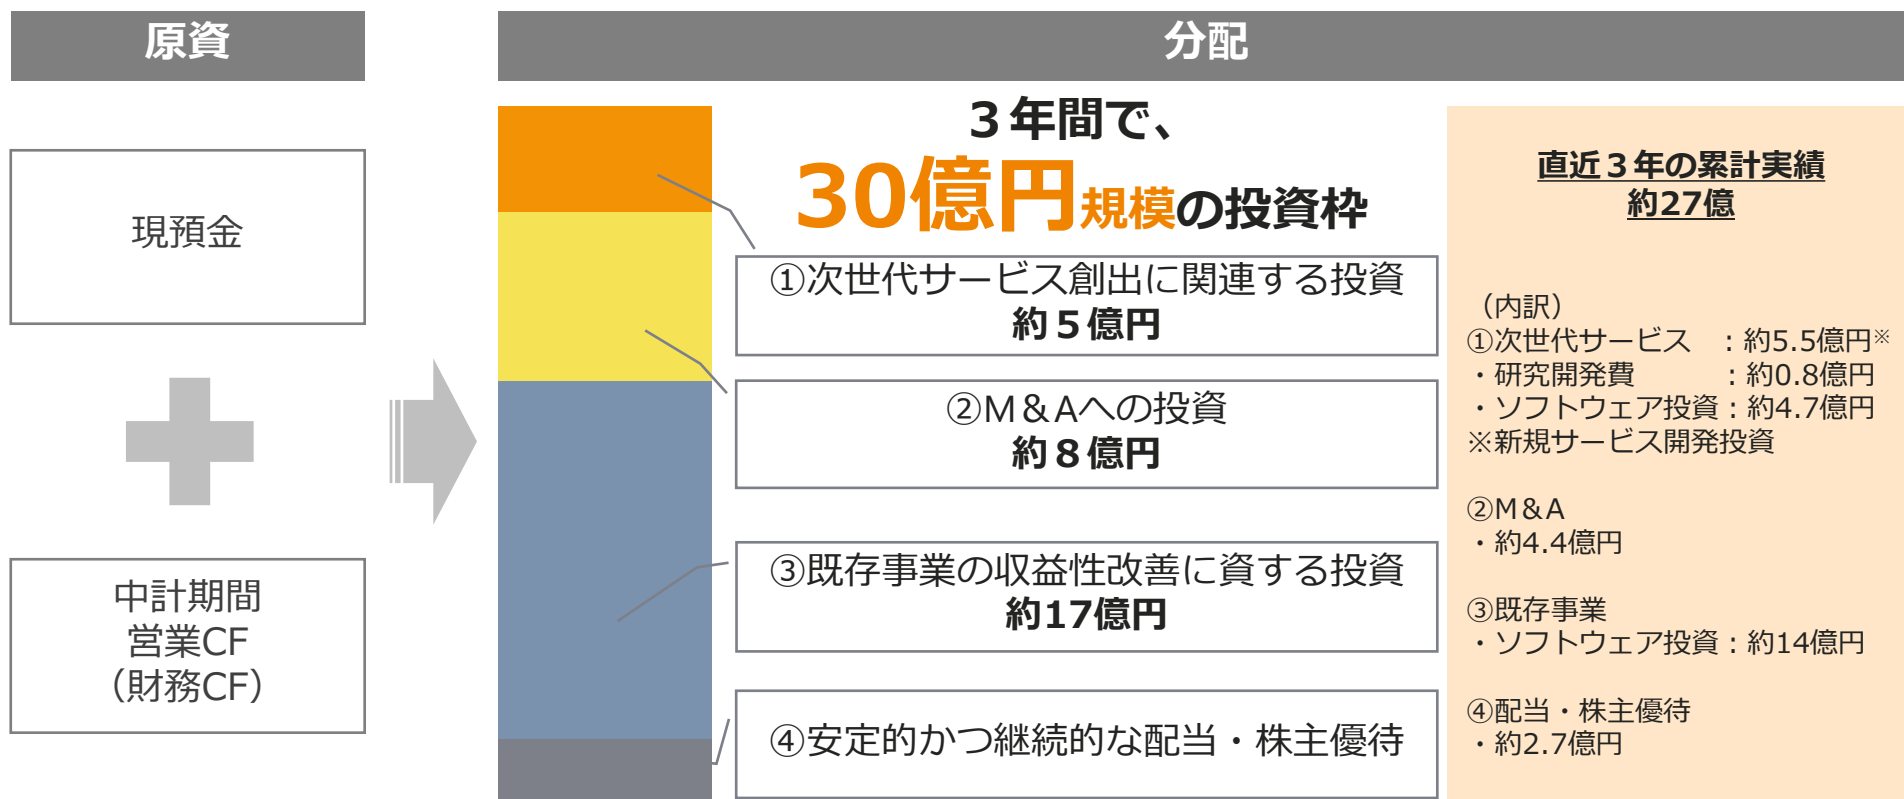 原資
現預金
中計期間
営業CF
（財務CF）
分配
３年間で、
30億円規模の投資枠
①次世代サービス創出に関連する投資
約５億円
②Ｍ＆Aへの投資
約８億円
③既存事業の収益性改善に資する投資
約17億円
④安定的かつ継続的な配当・株主優待
直近３年の累計実績
約27億
（内訳）
①次世代サービス　：約5.5億円※
・研究開発費　　　：約0.8億円
・ソフトウェア投資：約4.7億円
※新規サービス開発投資
②Ｍ＆Ａ
・約4.4億円
③既存事業
・ソフトウェア投資：約14億円
④配当・株主優待
・約2.7億円